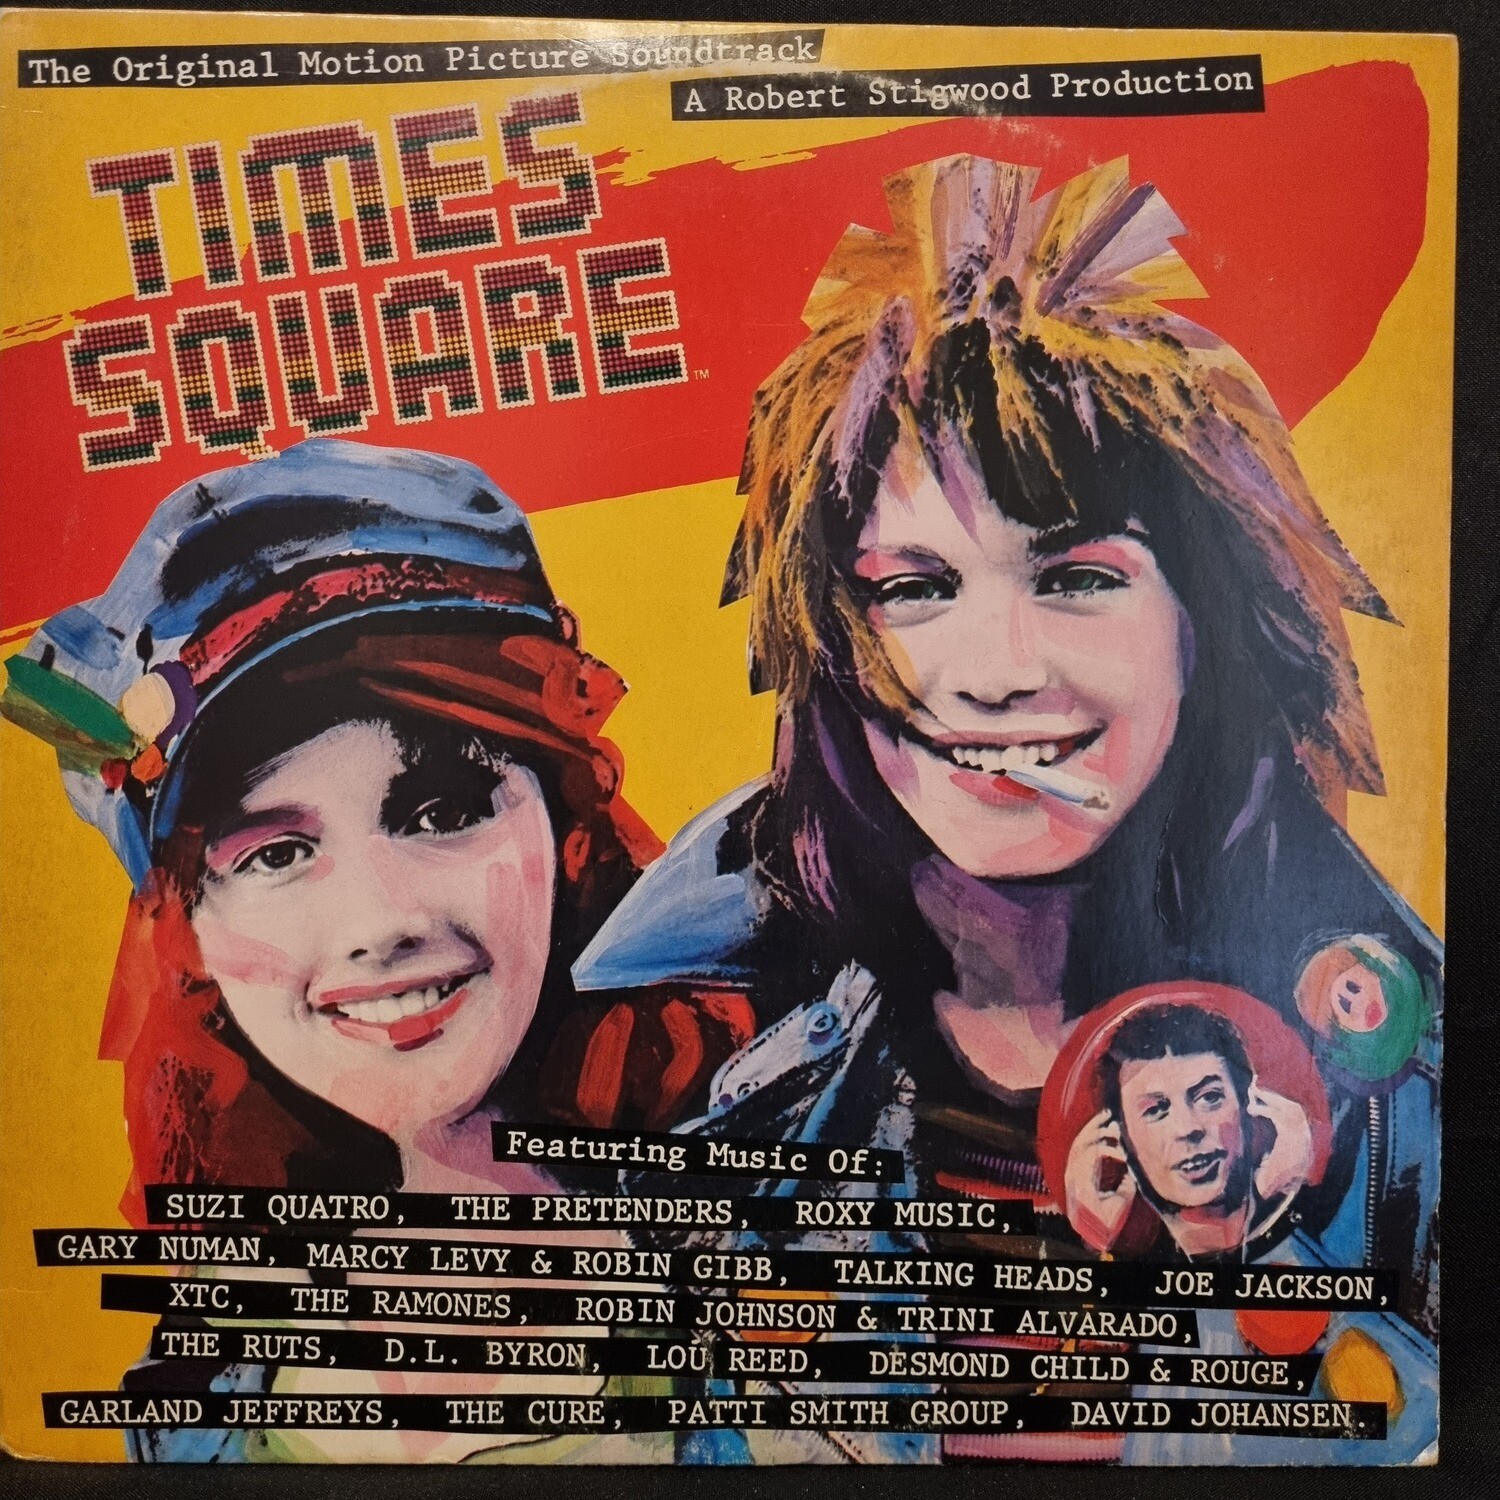 The Original Motion Picture Soundtrack
A Robert Stigwood Production
TIMES
SQUARE™
Featuring Music Of:
SUZI QUATRO, THE PRETENDERS, ROXY MUSIC,
GARY NUMAN, MARCY LEVY & ROBIN GIBB, TALKING HEADS, JOE JACKSON,
XTC, THE RAMONES, ROBIN JOHNSON & TRINI ALVARADO,
THE RUTS, D.L. BYRON, LOU REED, DESMOND CHILD & ROUGE,
GARLAND JEFFREYS, THE CURE, PATTI SMITH GROUP, DAVID JOHANSEN.